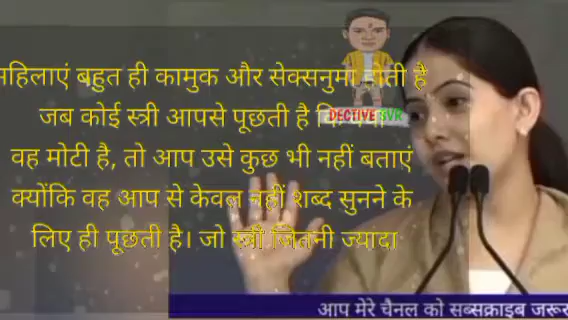 महिलाएं बहुत ही कामुक और सेक्सनुमा होती है
जब कोई स्त्री आपसे पूछती है कि क्या
वह मोटी है, तो आप उसे कुछ भी नहीं बताएं
क्योंकि वह आप से केवल नहीं शब्द सुनने के
लिए ही पूछती है। जो स्त्री जितनी ज्यादा
DECTIVE SVR
आप मेरे चैनल को सब्सक्राइब जरूर